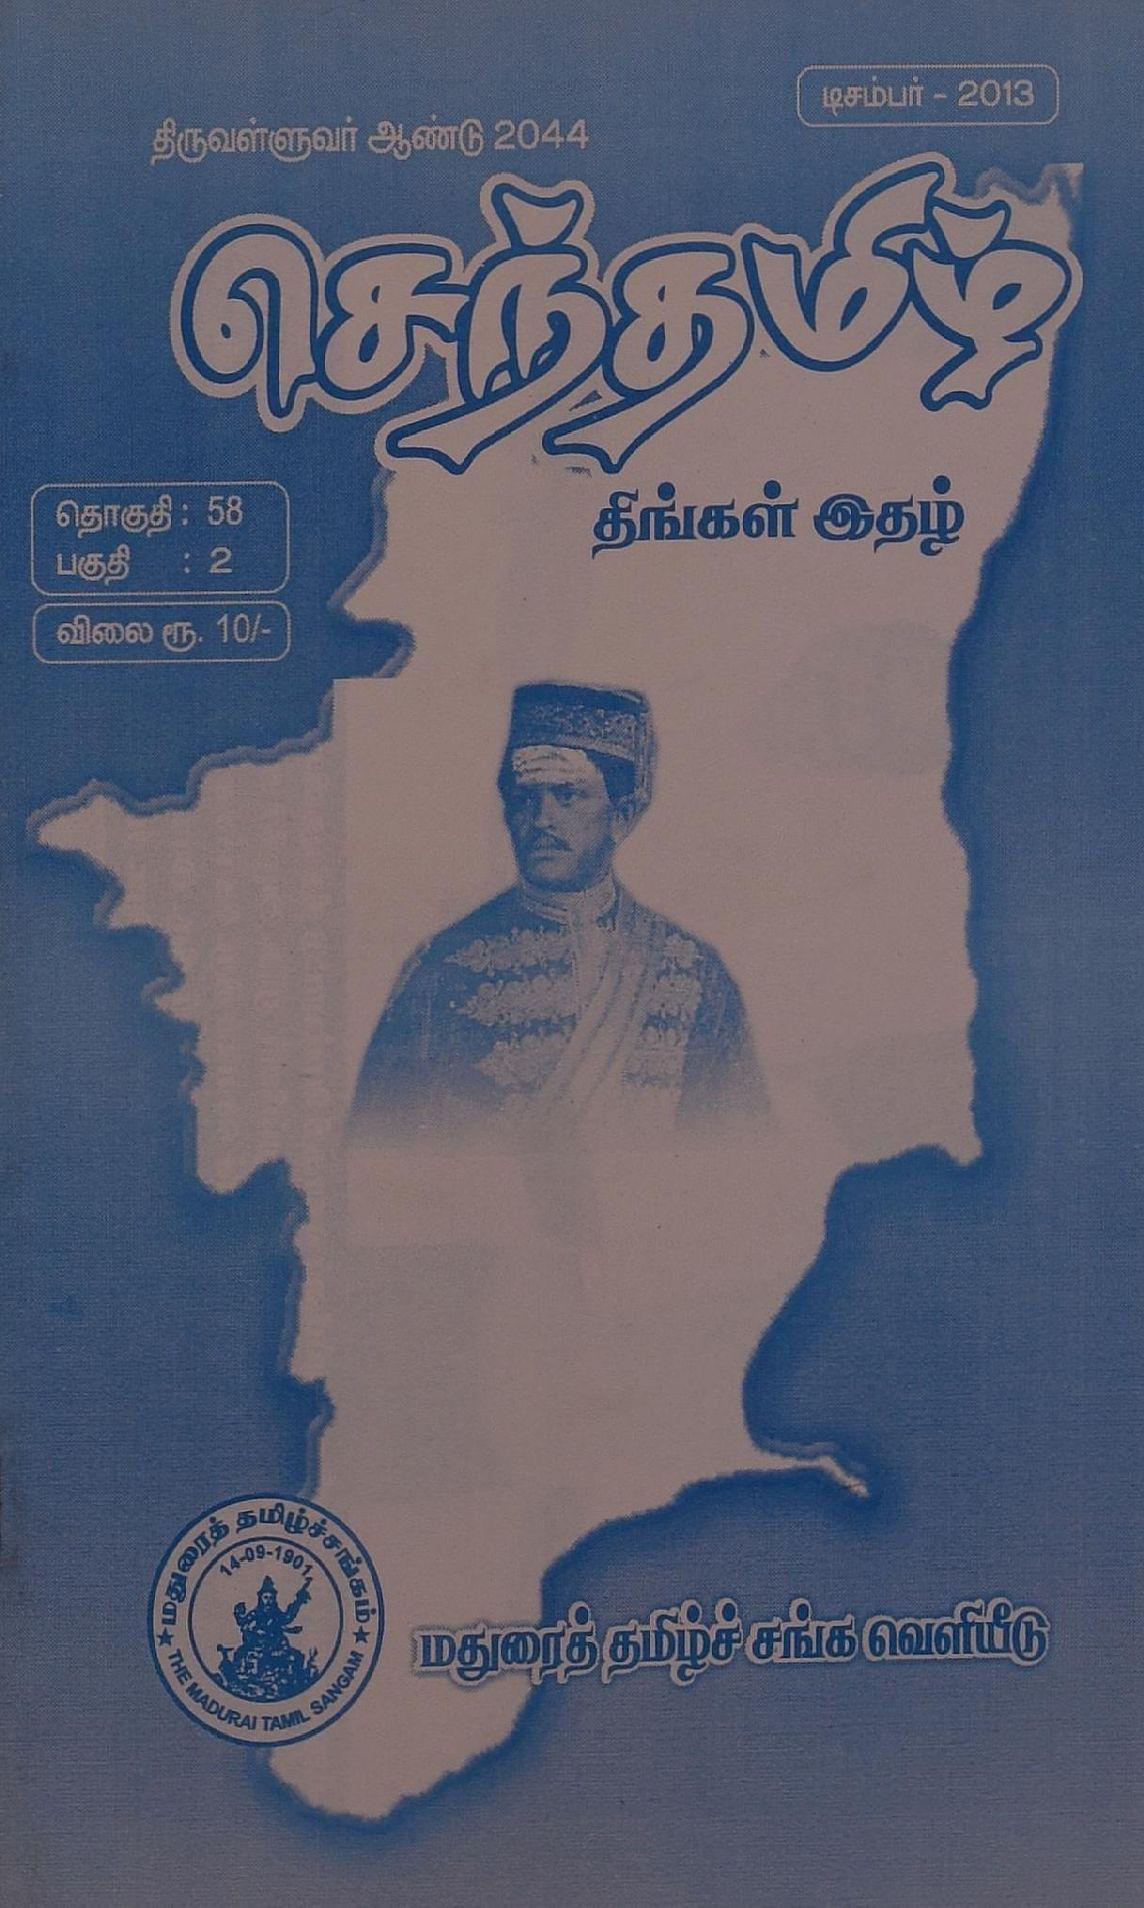 டிசம்பர் - 2013
திருவள்ளுவர் ஆண்டு 2044
செந்தமிழ்
திங்கள் இதழ்
தொகுதி : 58
பகுதி : 2
விலை ரூ. 10/-
மதுரைத் தமிழ்ச்சங்கம்
14-09-1901
THE MADURAI TAMIL SANGAM
மதுரைத் தமிழ்ச் சங்க வெளியீடு